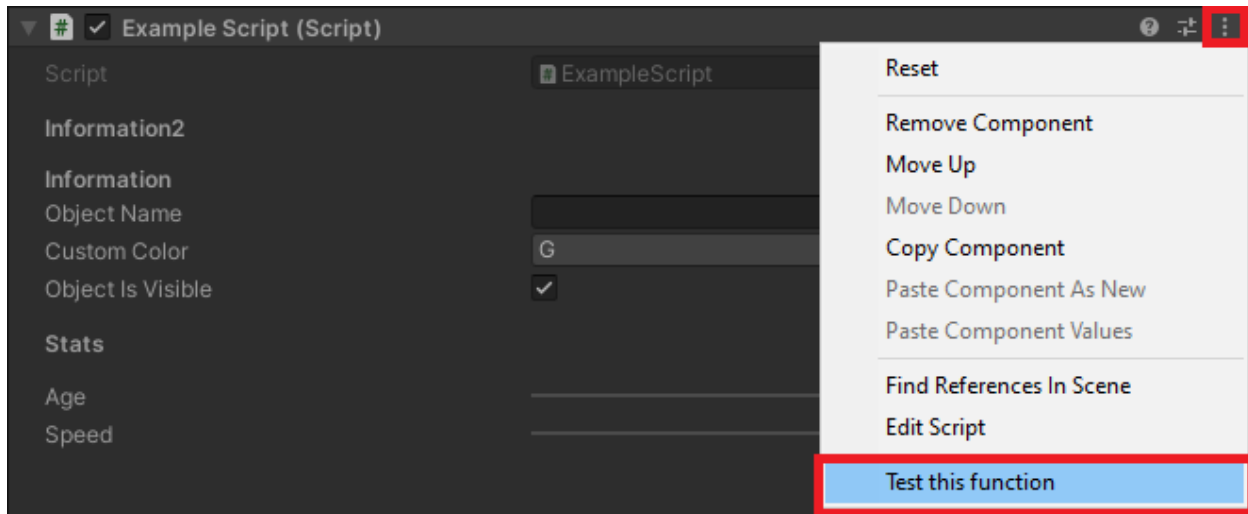 Example Script (Script)
Script
ExampleScript
Information2
Information
Object Name
Custom Color
G
Object Is Visible
Stats
Age
Speed
Reset
Remove Component
Move Up
Move Down
Copy Component
Paste Component As New
Paste Component Values
Find References In Scene
Edit Script
Test this function